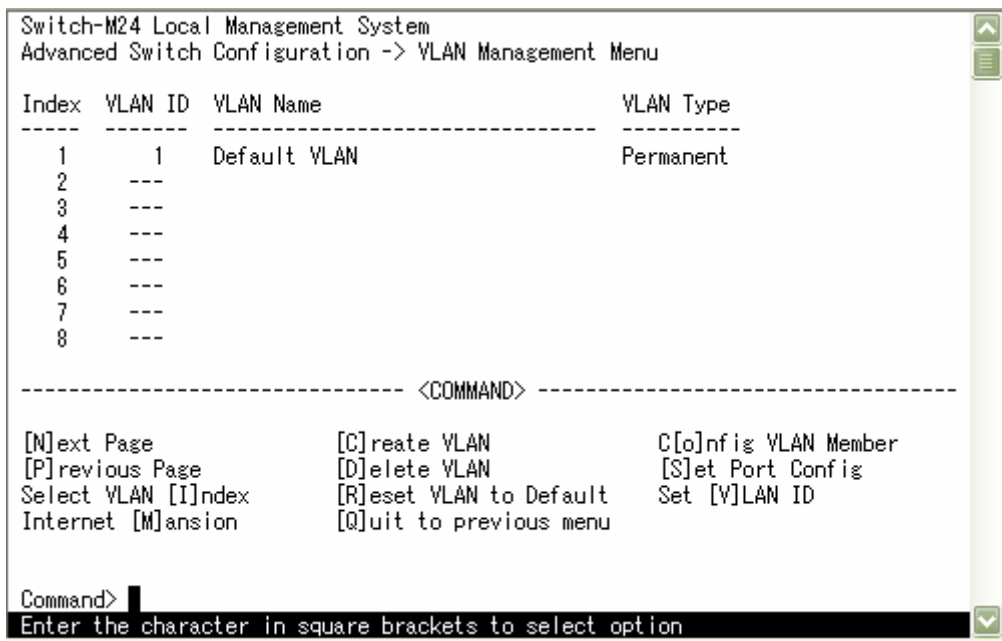 Switch-M24 Local Management System
Advanced Switch Configuration -> VLAN Management Menu
Index  VLAN ID  VLAN Name                         VLAN Type
-----  -------  --------------------------------  ----------
1       1    Default VLAN                      Permanent
2      ---
3      ---
4      ---
5      ---
6      ---
7      ---
8      ---
-------------------------------- <COMMAND> -----------------------------------
[N]ext Page               [C]reate VLAN              C[o]nfig VLAN Member
[P]revious Page           [D]elete VLAN              [S]et Port Config
Select VLAN [I]ndex       [R]eset VLAN to Default    Set [V]LAN ID
Internet [M]ansion        [Q]uit to previous menu
Command>
Enter the character in square brackets to select option